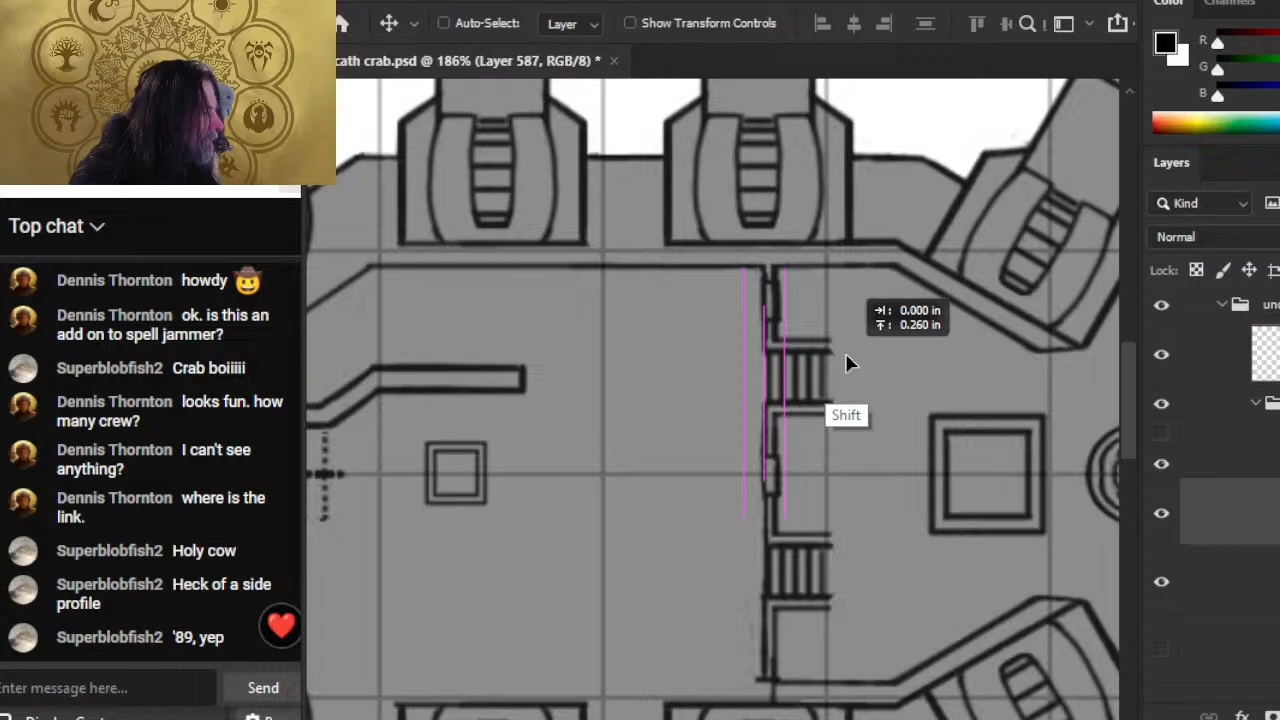 Auto-Select:
Layer
Show Transform Controls
cath crab.psd @ 186% (Layer 587, RGB/8) *
Color
Channels
R
G
B
Layers
Kind
Normal
Lock:
0.000 in
0.260 in
Shift
Top chat
Dennis Thornton howdy
Dennis Thornton ok. is this an
add on to spell jammer?
Superblobfish2 Crab boiiiii
Dennis Thornton looks fun. how
many crew?
Dennis Thornton I can't see
anything?
Dennis Thornton where is the
link.
Superblobfish2 Holy cow
Superblobfish2 Heck of a side
profile
Superblobfish2 '89, yep
Enter message here...
Send
fx